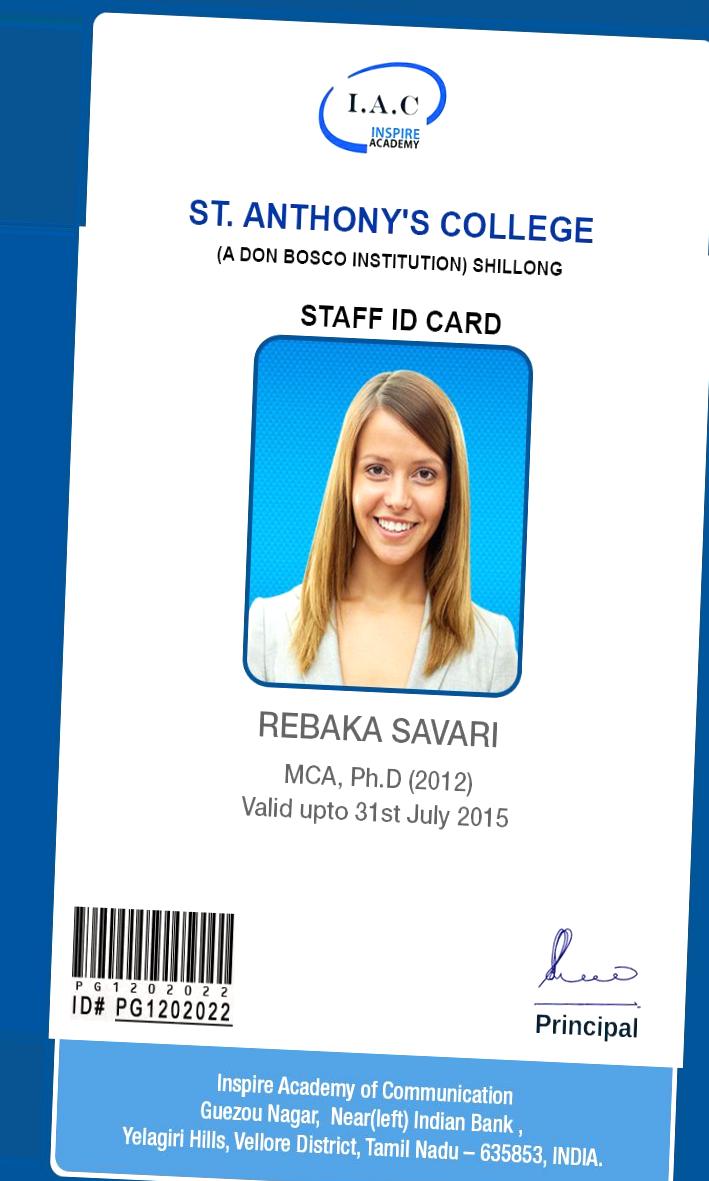 I.A.C
INSPIRE
ACADEMY
ST. ANTHONY'S COLLEGE
(A DON BOSCO INSTITUTION) SHILLONG
STAFF ID CARD
REBAKA SAVARI
MCA, Ph.D (2012)
Valid upto 31st July 2015
PG1202022
ID# PG1202022
Principal
Inspire Academy of Communication
Guezou Nagar, Near(left) Indian Bank ,
Yelagiri Hills, Vellore District, Tamil Nadu – 635853, INDIA.